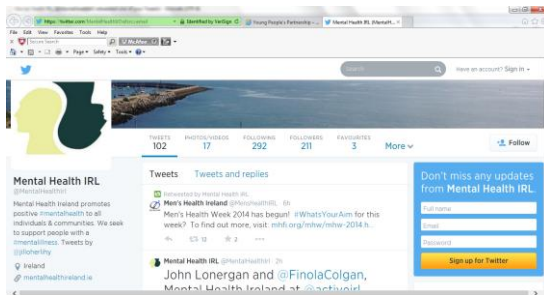 Identified by VeriSign
Young People's Partnership -...
Mental Health IRL (MentalH...
File Edit View Favorites Tools Help
Page Safety Tools
Search
Have an account? Sign in
TWEETS PHOTOS/VIDEOS FOLLOWING FOLLOWERS FAVOURITES
102 17 292 211 3 More
Follow
Mental Health IRL
@MentalHealthIrl
Mental Health Ireland promotes
positive #mentalhealth to all
individuals & communities. We seek
to support people with a
#mentalillness. Tweets by
Ireland
mentalhealthireland.ie
Tweets Tweets and replies
Retweeted by Mental Health IRL
Men's Health Ireland @MensHealthIRL 6h
Men's Health Week 2014 has begun! #WhatsYourAim for this
week? To find out more, visit mhfi.org/mhw/mhw-2014.h...
12 2
Mental Health IRL @MentalHealthIrl 2h
John Lonergan and @FinolaColgan,
Mental Health Ireland at @activeirl
Don't miss any updates
from Mental Health IRL.
Full name
Email
Password
Sign up for Twitter